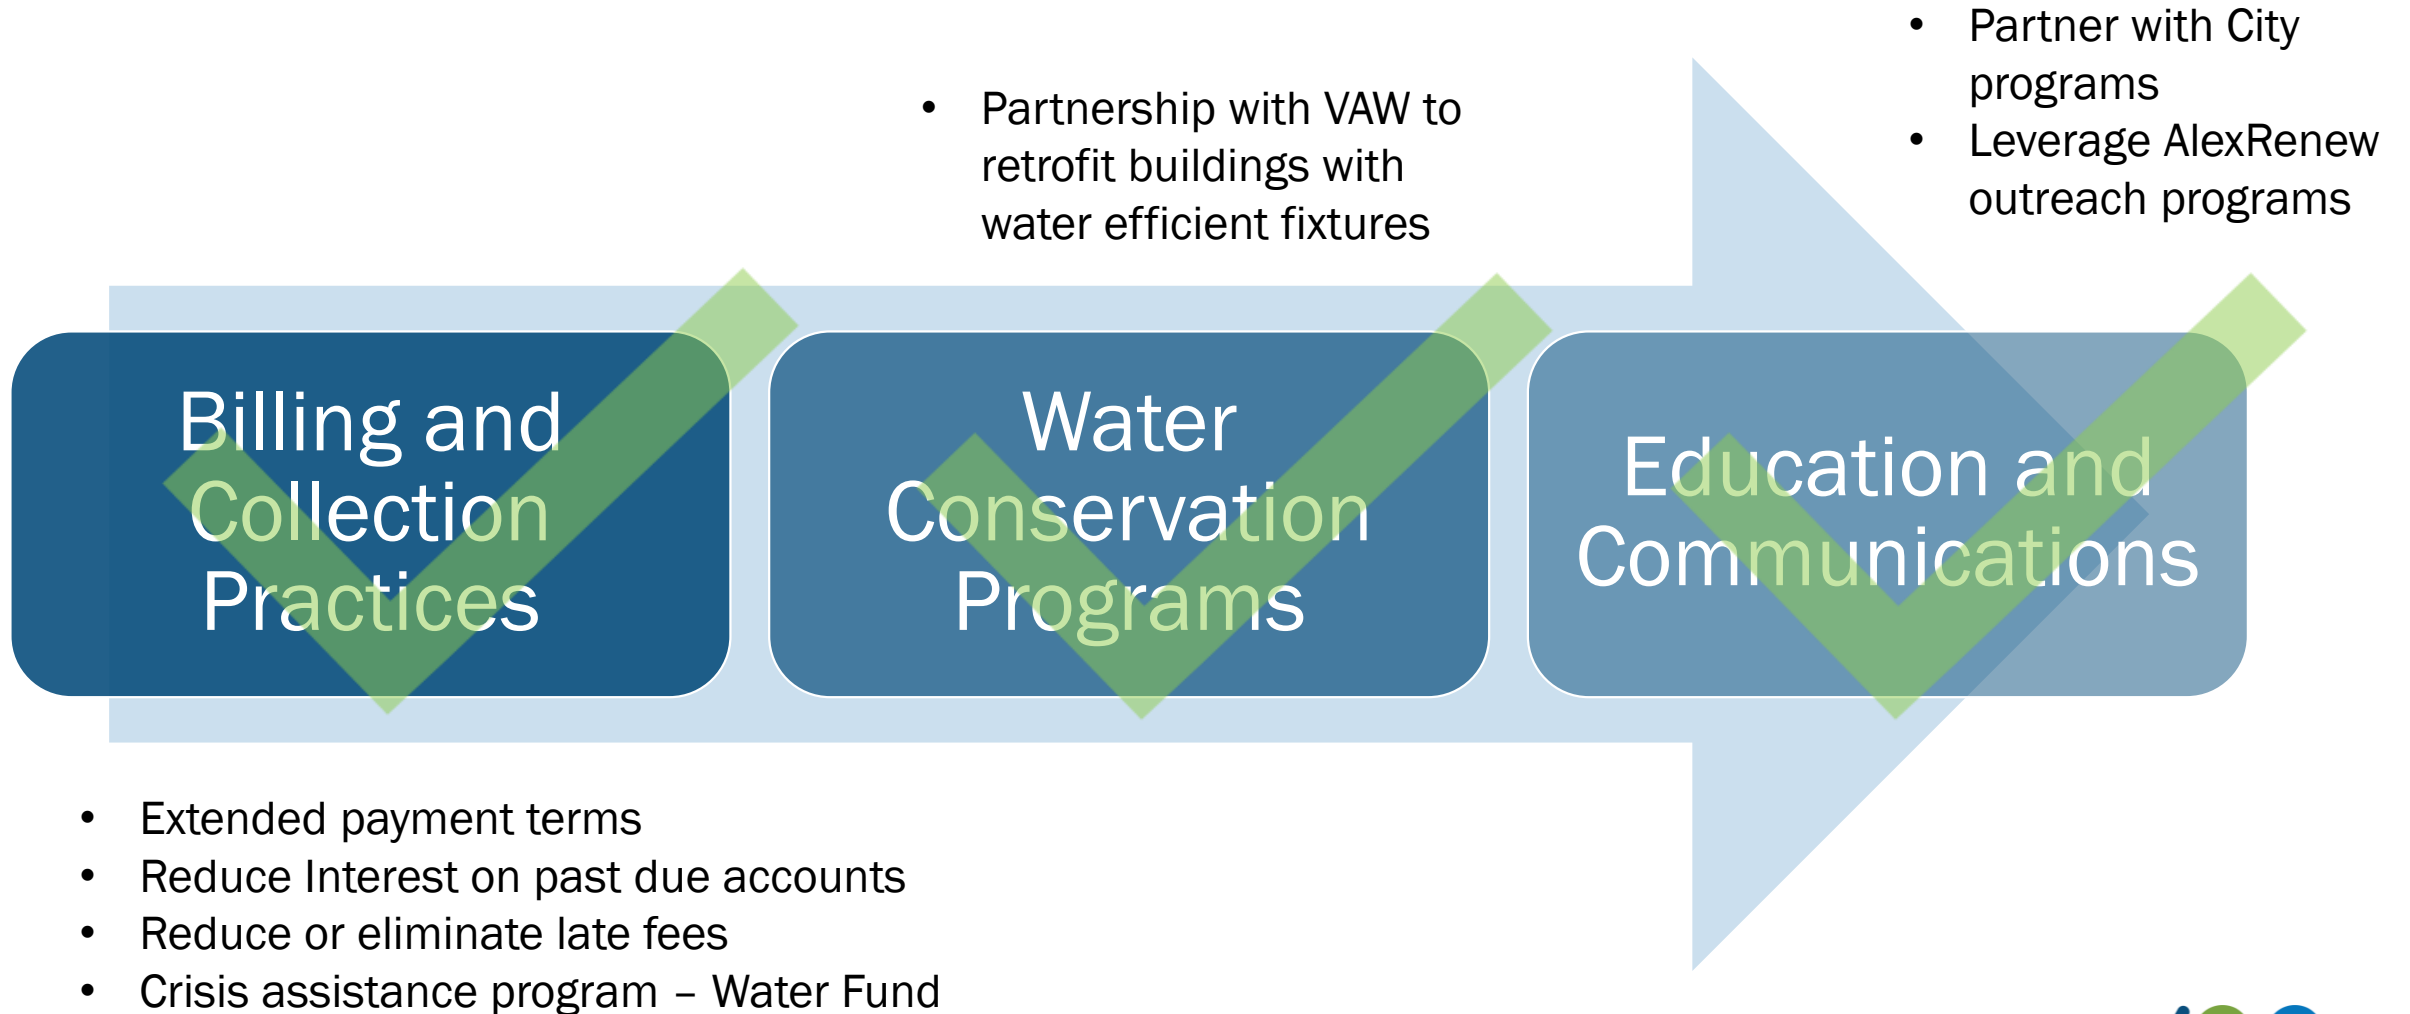 • Partner with City
programs
• Leverage AlexRenew
outreach programs
• Partnership with VAW to
retrofit buildings with
water efficient fixtures
Billing and
Collection
Practices
Water
Conservation
Programs
Education and
Communications
• Extended payment terms
• Reduce Interest on past due accounts
• Reduce or eliminate late fees
• Crisis assistance program – Water Fund